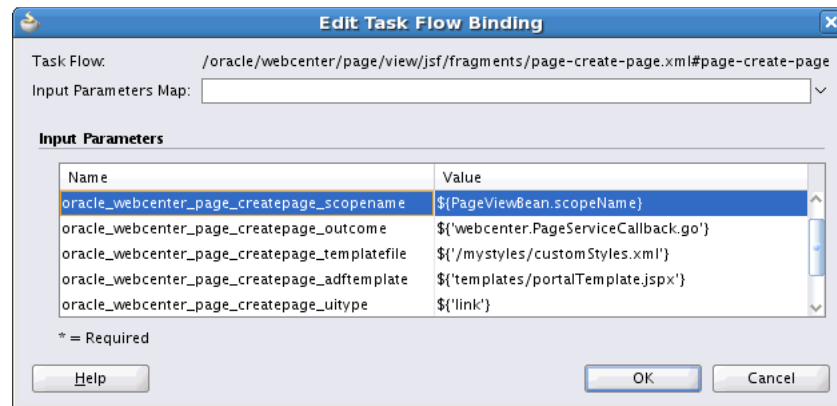 Edit Task Flow Binding
Task Flow: /oracle/webcenter/page/view/jsf/fragments/page-create-page.xml#page-create-page
Input Parameters Map:
Input Parameters
Name Value
oracle_webcenter_page_createpage_scopename ${PageViewBean.scopeName}
oracle_webcenter_page_createpage_outcome ${'webcenter.PageServiceCallback.go'}
oracle_webcenter_page_createpage_templatefile ${'/mystyles/customStyles.xml'}
oracle_webcenter_page_createpage_adftemplate ${'templates/portalTemplate.jspx'}
oracle_webcenter_page_createpage_uitype ${'link'}
* = Required
Help OK Cancel